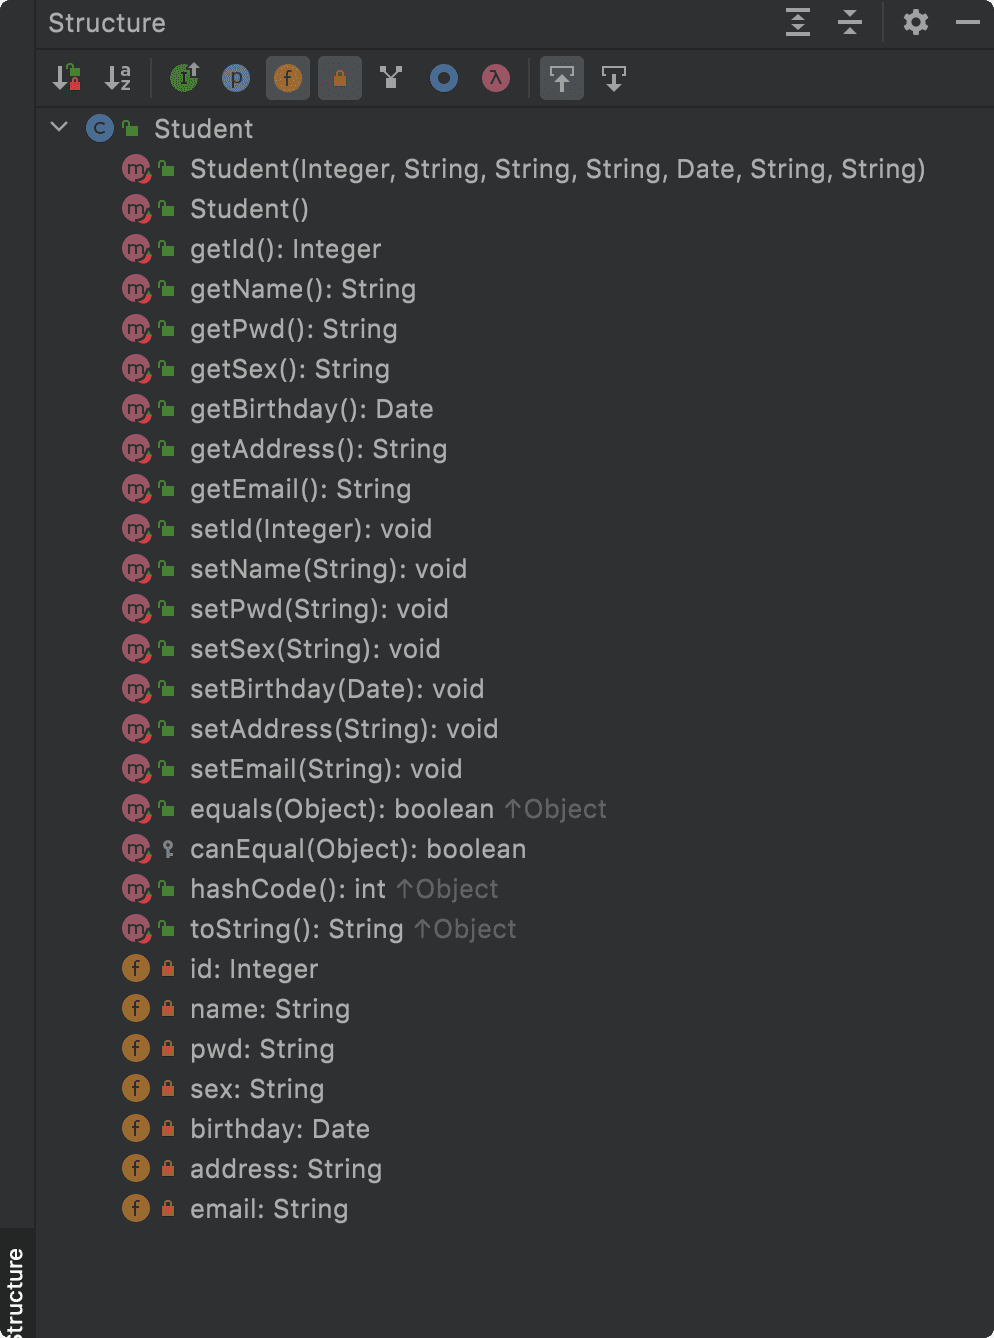 Structure
Student
Student(Integer, String, String, String, Date, String, String)
Student()
getId(): Integer
getName(): String
getPwd(): String
getSex(): String
getBirthday(): Date
getAddress(): String
getEmail(): String
setId(Integer): void
setName(String): void
setPwd(String): void
setSex(String): void
setBirthday(Date): void
setAddress(String): void
setEmail(String): void
equals(Object): boolean ↑Object
canEqual(Object): boolean
hashCode(): int ↑Object
toString(): String ↑Object
id: Integer
name: String
pwd: String
sex: String
birthday: Date
address: String
email: String
Structure